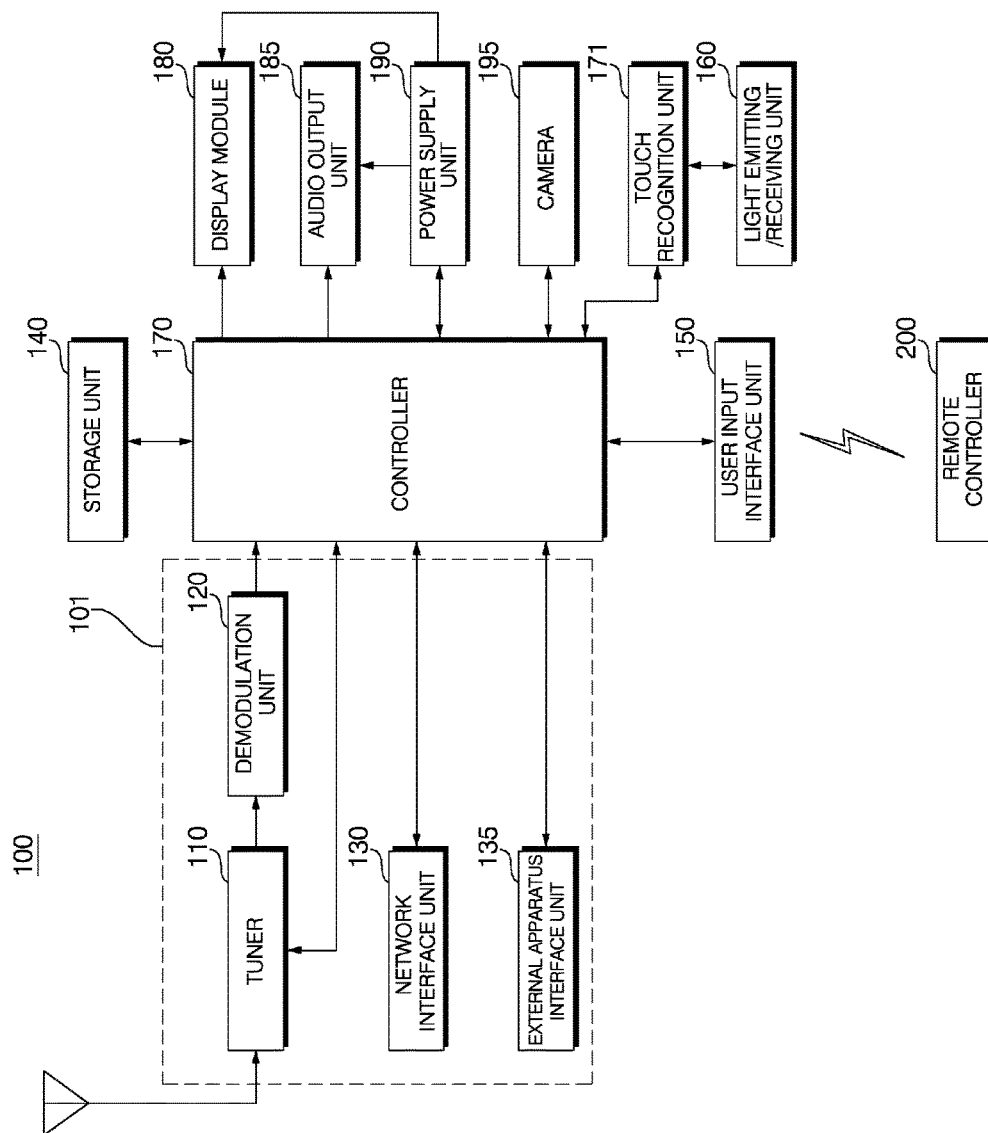 100
140
STORAGE UNIT
101
110
TUNER
120
DEMODULATION
UNIT
170
CONTROLLER
180
DISPLAY MODULE
185
AUDIO OUTPUT
UNIT
130
NETWORK
INTERFACE UNIT
190
POWER SUPPLY
UNIT
135
EXTERNAL APPARATUS
INTERFACE UNIT
195
CAMERA
171
TOUCH
RECOGNITION UNIT
150
USER INPUT
INTERFACE UNIT
160
LIGHT EMITTING
/RECEIVING UNIT
200
REMOTE
CONTROLLER